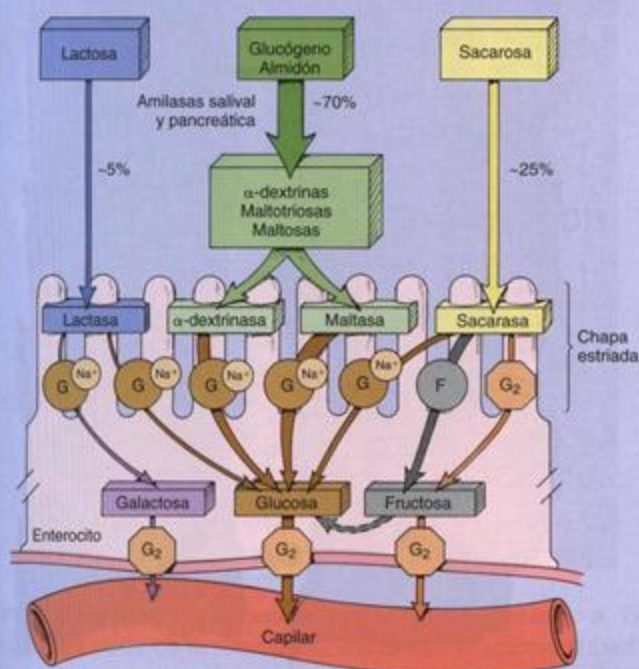 Lactosa
Glucógeno
Almidón
Sacarosa
Amilasas salival
y pancreática
~70%
~5%
~25%
α-dextrinas
Maltotriosas
Maltosas
Lactasa
α-dextrinasa
Maltasa
Sacarasa
Chapa
estriada
G
Na⁺
G
Na⁺
G
Na⁺
G
Na⁺
G
Na⁺
F
G₂
Galactosa
Glucosa
Fructosa
Enterocito
G₂
G₂
G₂
Capilar